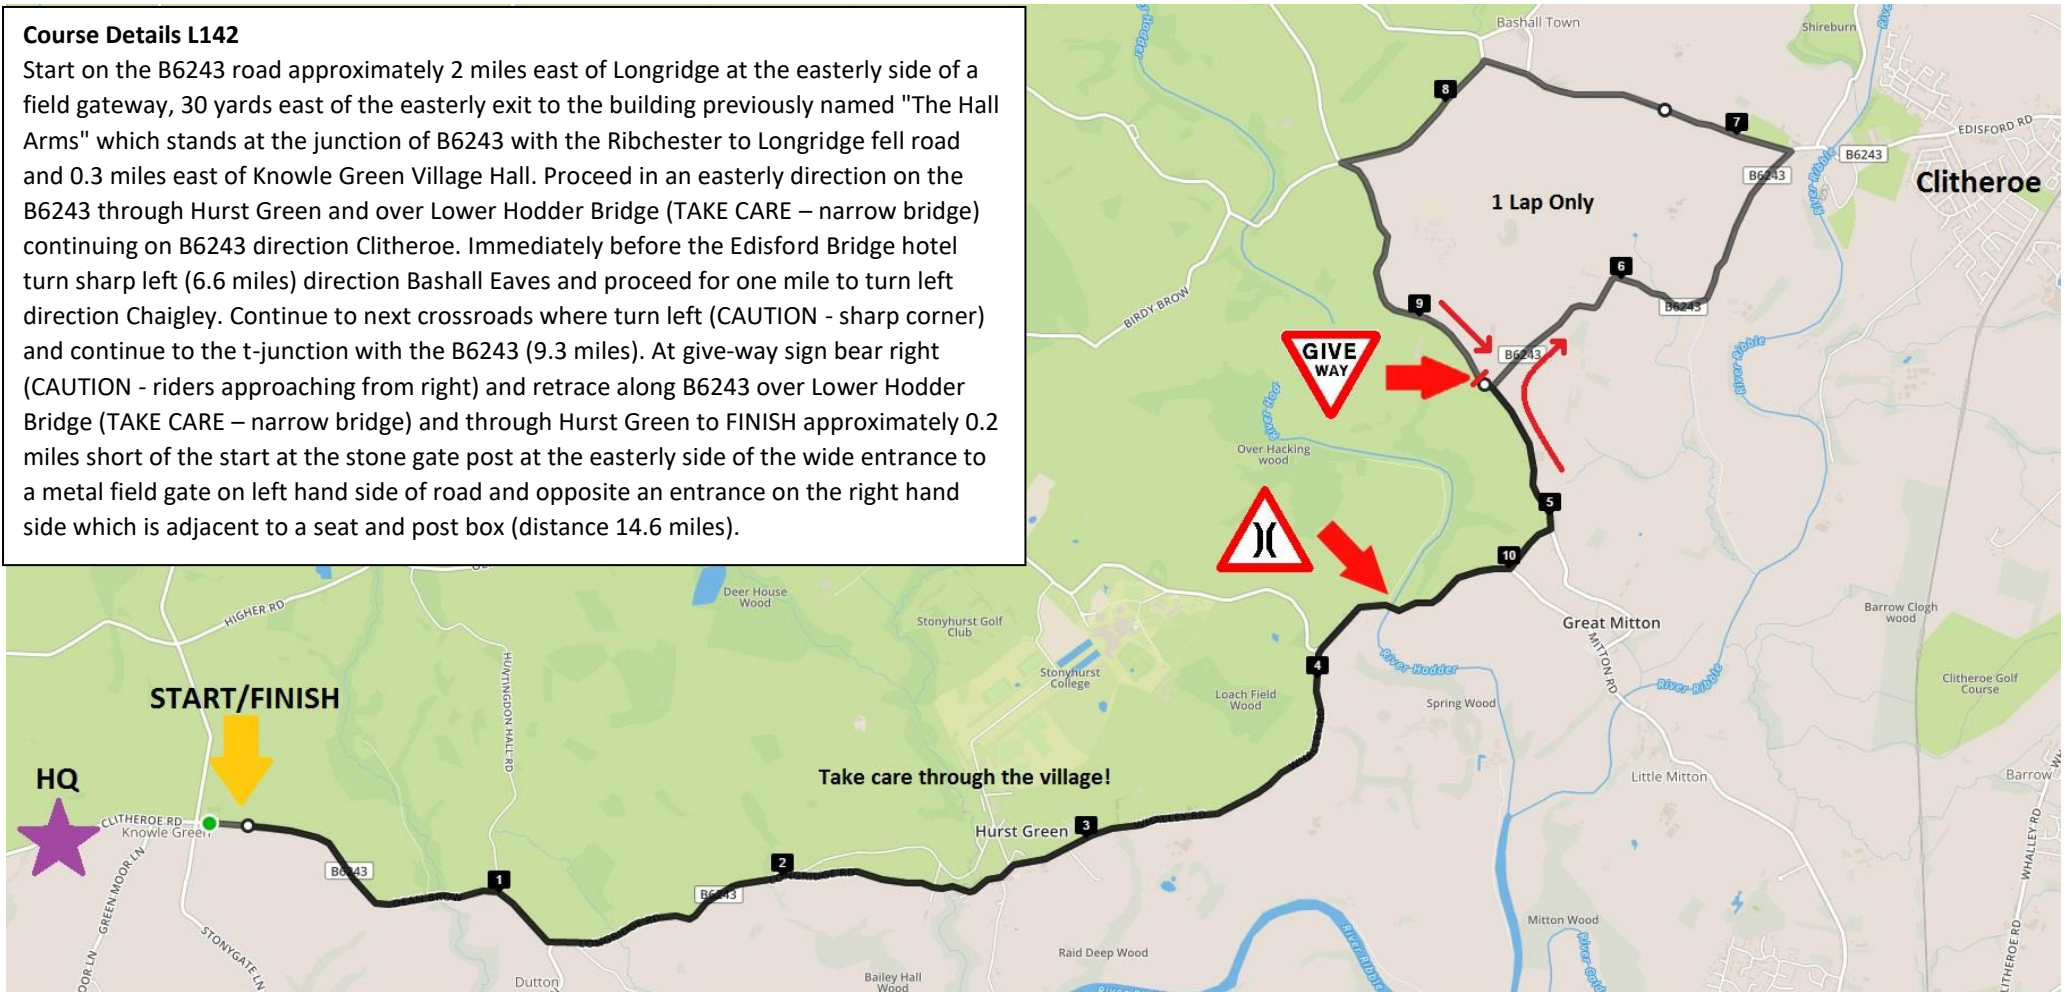 Course Details L142
Start on the B6243 road approximately 2 miles east of Longridge at the easterly side of a
field gateway, 30 yards east of the easterly exit to the building previously named "The Hall
Arms" which stands at the junction of B6243 with the Ribchester to Longridge fell road
and 0.3 miles east of Knowle Green Village Hall. Proceed in an easterly direction on the
B6243 through Hurst Green and over Lower Hodder Bridge (TAKE CARE – narrow bridge)
continuing on B6243 direction Clitheroe. Immediately before the Edisford Bridge hotel
turn sharp left (6.6 miles) direction Bashall Eaves and proceed for one mile to turn left
direction Chaigley. Continue to next crossroads where turn left (CAUTION - sharp corner)
and continue to the t-junction with the B6243 (9.3 miles). At give-way sign bear right
(CAUTION - riders approaching from right) and retrace along B6243 over Lower Hodder
Bridge (TAKE CARE – narrow bridge) and through Hurst Green to FINISH approximately 0.2
miles short of the start at the stone gate post at the easterly side of the wide entrance to
a metal field gate on left hand side of road and opposite an entrance on the right hand
side which is adjacent to a seat and post box (distance 14.6 miles).
Bashall Town
Shireburn
8
7
EDISFORD RD
B6243
B6243
Clitheroe
1 Lap Only
6
B6243
9
BIRDY BROW
GIVE
WAY
B6243
River Ribble
River Ribble
Over Hacking
wood
5
10
Great Mitton
MITTON RD
Barrow Clogh
wood
Deer House
Wood
Stonyhurst Golf
Club
Stonyhurst
College
4
River Hodder
River Ribble
Loach Field
Wood
Spring Wood
Clitheroe Golf
Course
HIGHER RD
HUNTINGDON HALL RD
START/FINISH
HQ
Take care through the village!
Little Mitton
Barrow
CLITHEROE RD
Knowle Green
Hurst Green
3
WHALLEY RD
WHALLEY RD
B6243
1
2
LONGRIDGE RD
B6243
DEAN BROW
LONGRIDGE RD
GREEN MOOR LN
STONYGATE LN
Dutton
Bailey Hall
Wood
Raid Deep Wood
River Ribble
Mitton Wood